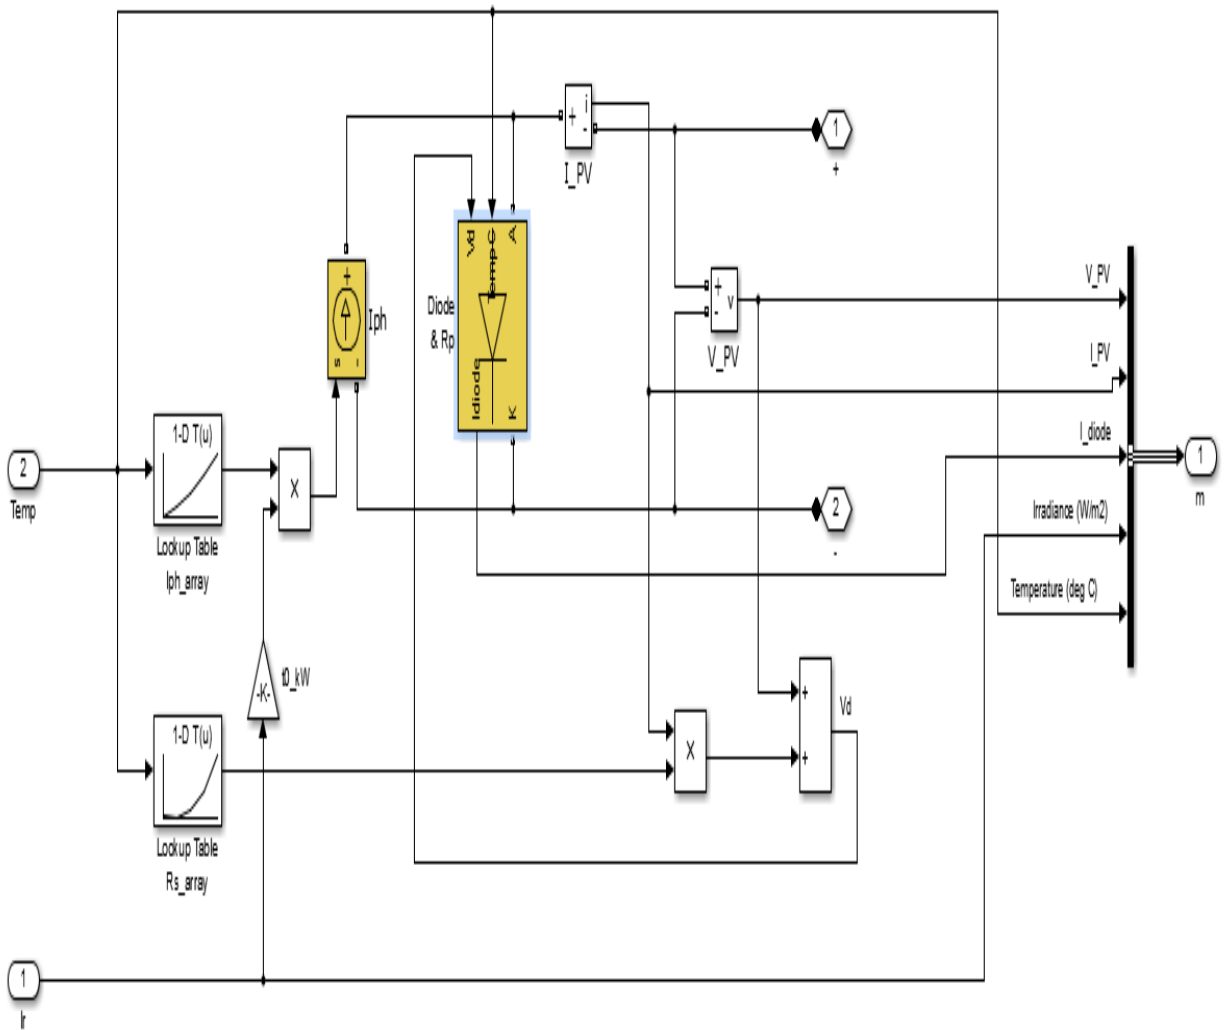 i
+
-
I_PV
1
+
Vd
TempC
A
+
s
-
Iph
Diode
& Rp
Idiode
K
+
-
v
V_PV
V_PV
I_PV
I_diode
Irradiance (W/m2)
Temperature (deg C)
1
m
2
Temp
1-D T(u)
Lookup Table
Iph_array
X
2
-
-K-
t0_kW
1-D T(u)
Lookup Table
Rs_array
X
+
+
Vd
1
Ir